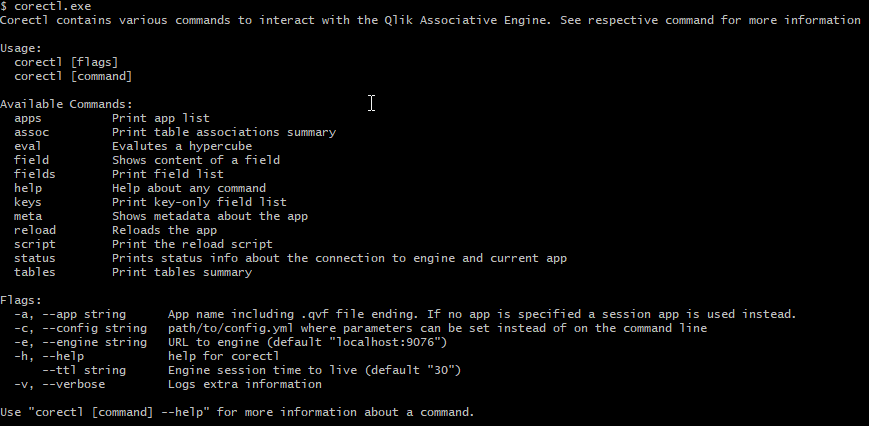 $ corectl.exe
Corectl contains various commands to interact with the Qlik Associative Engine. See respective command for more information

Usage:
  corectl [flags]
  corectl [command]

Available Commands:
  apps          Print app list
  assoc         Print table associations summary
  eval          Evalutes a hypercube
  field         Shows content of a field
  fields        Print field list
  help          Help about any command
  keys          Print key-only field list
  meta          Shows metadata about the app
  reload        Reloads the app
  script        Print the reload script
  status        Prints status info about the connection to engine and current app
  tables        Print tables summary

Flags:
  -a, --app string      App name including .qvf file ending. If no app is specified a session app is used instead.
  -c, --config string   path/to/config.yml where parameters can be set instead of on the command line
  -e, --engine string   URL to engine (default "localhost:9076")
  -h, --help            help for corectl
      --ttl string      Engine session time to live (default "30")
  -v, --verbose         Logs extra information

Use "corectl [command] --help" for more information about a command.